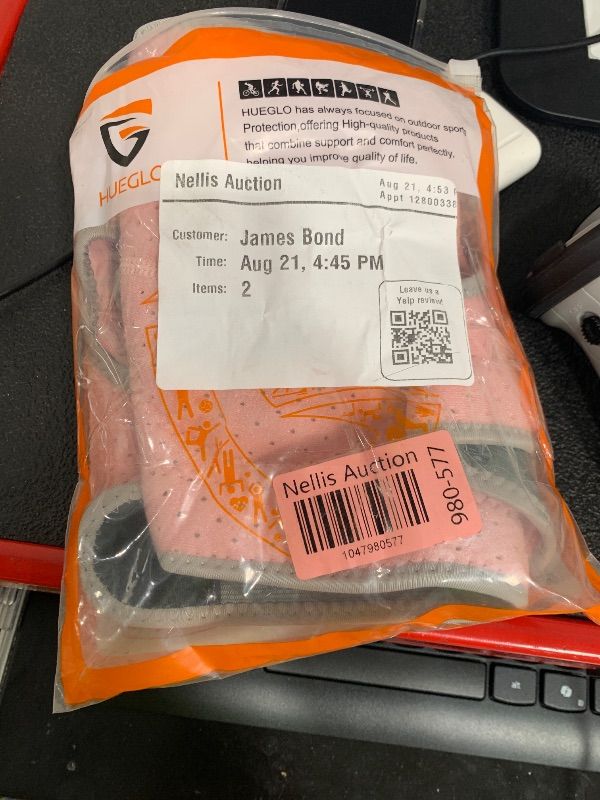 HUEGLO
HUEGLO has always focused on outdoor sport
Protection,offering High-quality products
that combine support and comfort perfectly,
helping you improve quality of life.
Nellis Auction
Aug 21, 4:53
Appt 12800338
Customer: James Bond
Time: Aug 21, 4:45 PM
Items: 2
Leave us a
Yelp review!
Nellis Auction
980-577
1047980577
alt